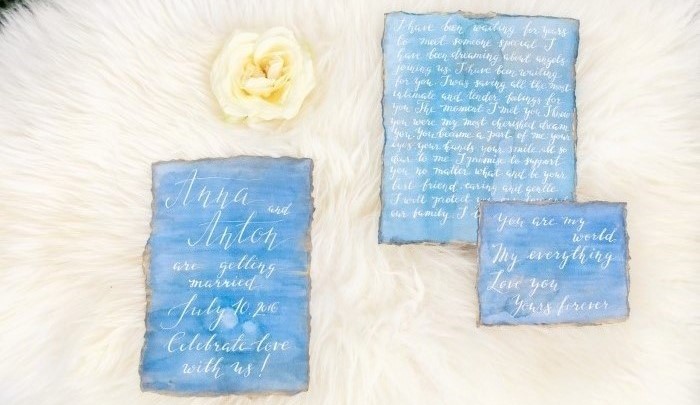 Anna
and
Anton
are getting
married
July 10, 2016
Celebrate love
with us!
I have been waiting for years
to meet someone special I
have been dreaming about angels
joining us. I have been waiting
for you. I was saving all the most
intimate and tender feelings for
you. The moment I met you I knew
you were my most cherished dream
You. You became a part of me your
eyes your hands your smile All so
dear to me. I promise to support
you no matter what and be your
best friend, caring and gentle.
I will protect
our family. I
You are my
world.
My everything
Love you
Yours forever